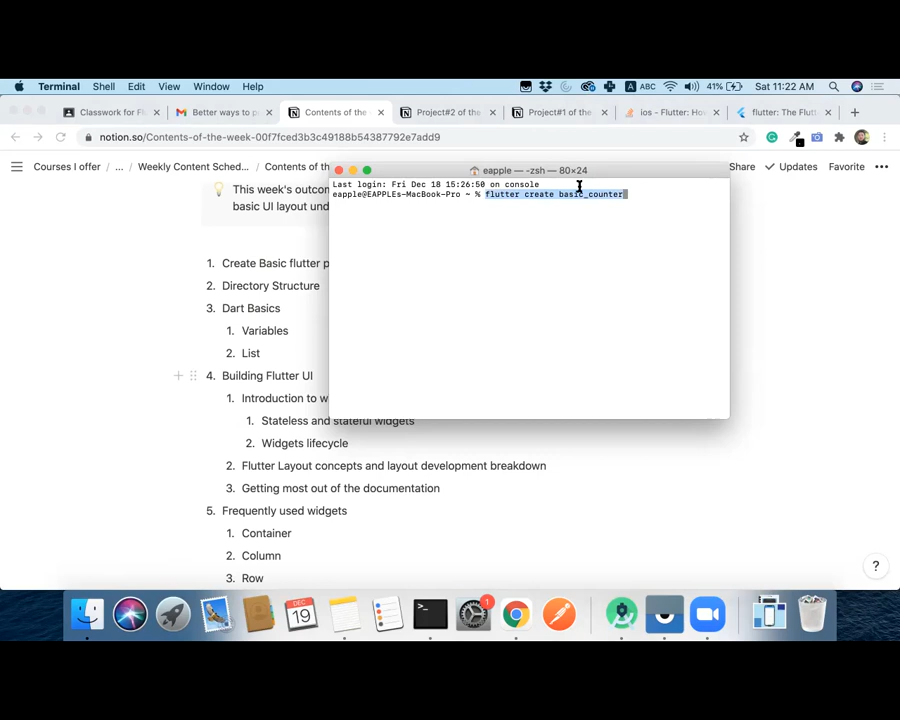 Terminal Shell Edit View Window Help A ABC 41% Sat 11:22 AM
Classwork for Fl Better ways to p Contents of the Project#2 of the Project#1 of the ios - Flutter: How flutter: The Flutt
notion.so/Contents-of-the-week-00f7fced3b3c49188b54387792e7add9
Courses I offer / ... / Weekly Content Sched... / Contents of th Share Updates Favorite •••
eapple — -zsh — 80×24
Last login: Fri Dec 18 15:26:50 on console
eapple@EAPPLEs-MacBook-Pro ~ % flutter create basic_counter
This week's outcom
basic UI layout und
1. Create Basic flutter p
2. Directory Structure
3. Dart Basics
1. Variables
2. List
4. Building Flutter UI
1. Introduction to w
1. Stateless and stateful widgets
2. Widgets lifecycle
2. Flutter Layout concepts and layout development breakdown
3. Getting most out of the documentation
5. Frequently used widgets
1. Container
2. Column
3. Row
?
DEC
19
>_
1